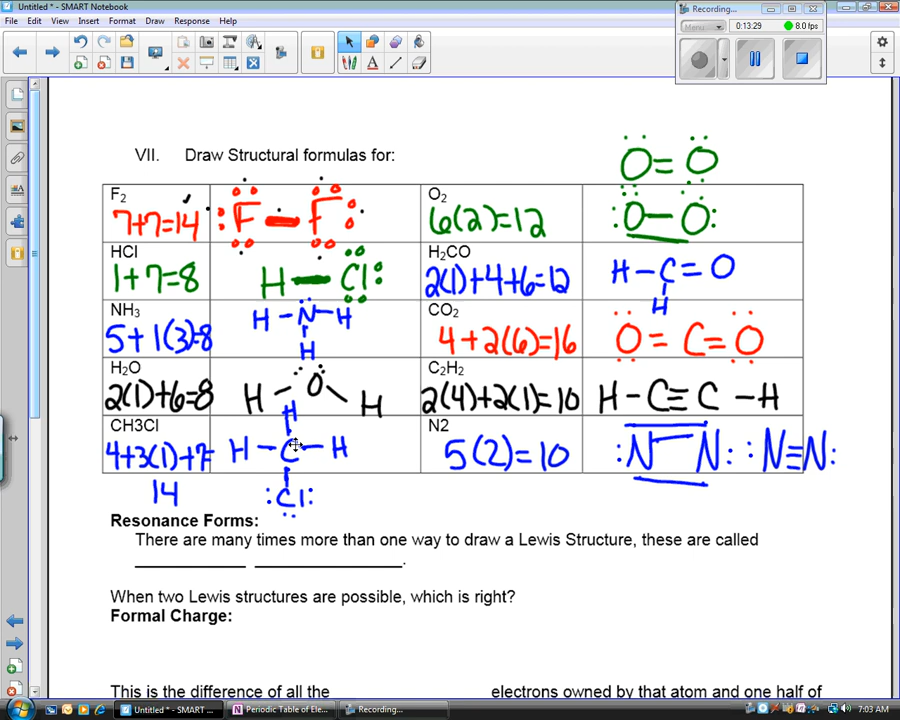 Untitled * - SMART Notebook
Recording...
File Edit View Insert Format Draw Response Help
Menu
0:13:29
8.0 fps
VII. Draw Structural formulas for:
O=O
F2
7+7=14
F-F
O2
6(2)=12
:O-O:
HCl
1+7=8
H-Cl:
H2CO
2(1)+4+6=12
H-C=O
H
NH3
5+1(3)=8
H-N-H
H
CO2
4+2(6)=16
O=C=O
H2O
2(1)+6=8
H O H
C2H2
2(4)+2(1)=10
H-C≡C-H
CH3Cl
4+3(1)+7=
14
H
H-C-H
:Cl:
N2
5(2)=10
:N N:
:N≡N:
Resonance Forms:
There are many times more than one way to draw a Lewis Structure, these are called
__________ ______________.
When two Lewis structures are possible, which is right?
Formal Charge:
This is the difference of all the electrons owned by that atom and one half of
Untitled * - SMART ...
Periodic Table of Ele...
Recording...
7:03 AM